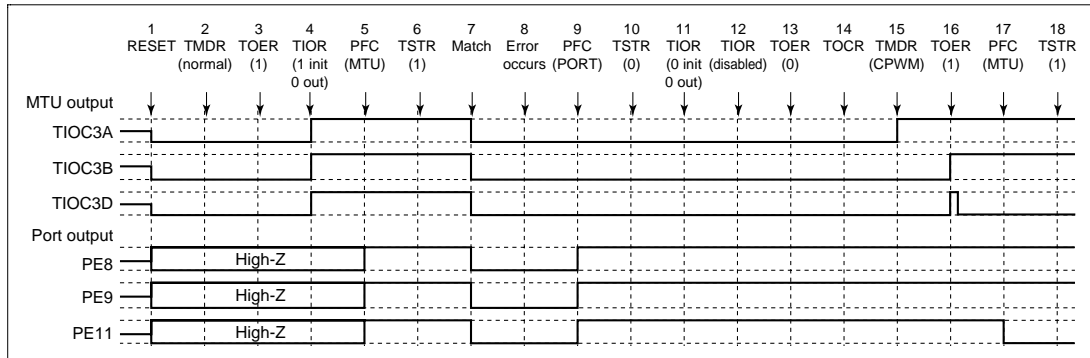 1 2 3 4 5 6 7 8 9 10 11 12 13 14 15 16 17 18
RESET TMDR TOER TIOR PFC TSTR Match Error PFC TSTR TIOR TIOR TOER TOCR TMDR TOER PFC TSTR
(normal) (1) (1 init (MTU) (1) occurs (PORT) (0) (0 init (disabled) (0) (CPWM) (1) (MTU) (1)
0 out) 0 out)
MTU output
TIOC3A
TIOC3B
TIOC3D
Port output
PE8 High-Z
PE9 High-Z
PE11 High-Z